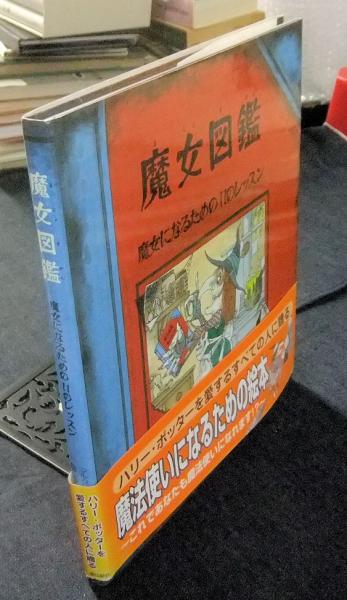 魔女図鑑
魔女になるための11のレッスン
ハリー・ポッターを愛するすべての人に贈る
魔法使いになるための絵本
―これであなたも魔法使いになれます!
魔女図鑑
魔女になるための11のレッスン
ハリー・ポッターを
愛するすべての人に贈る